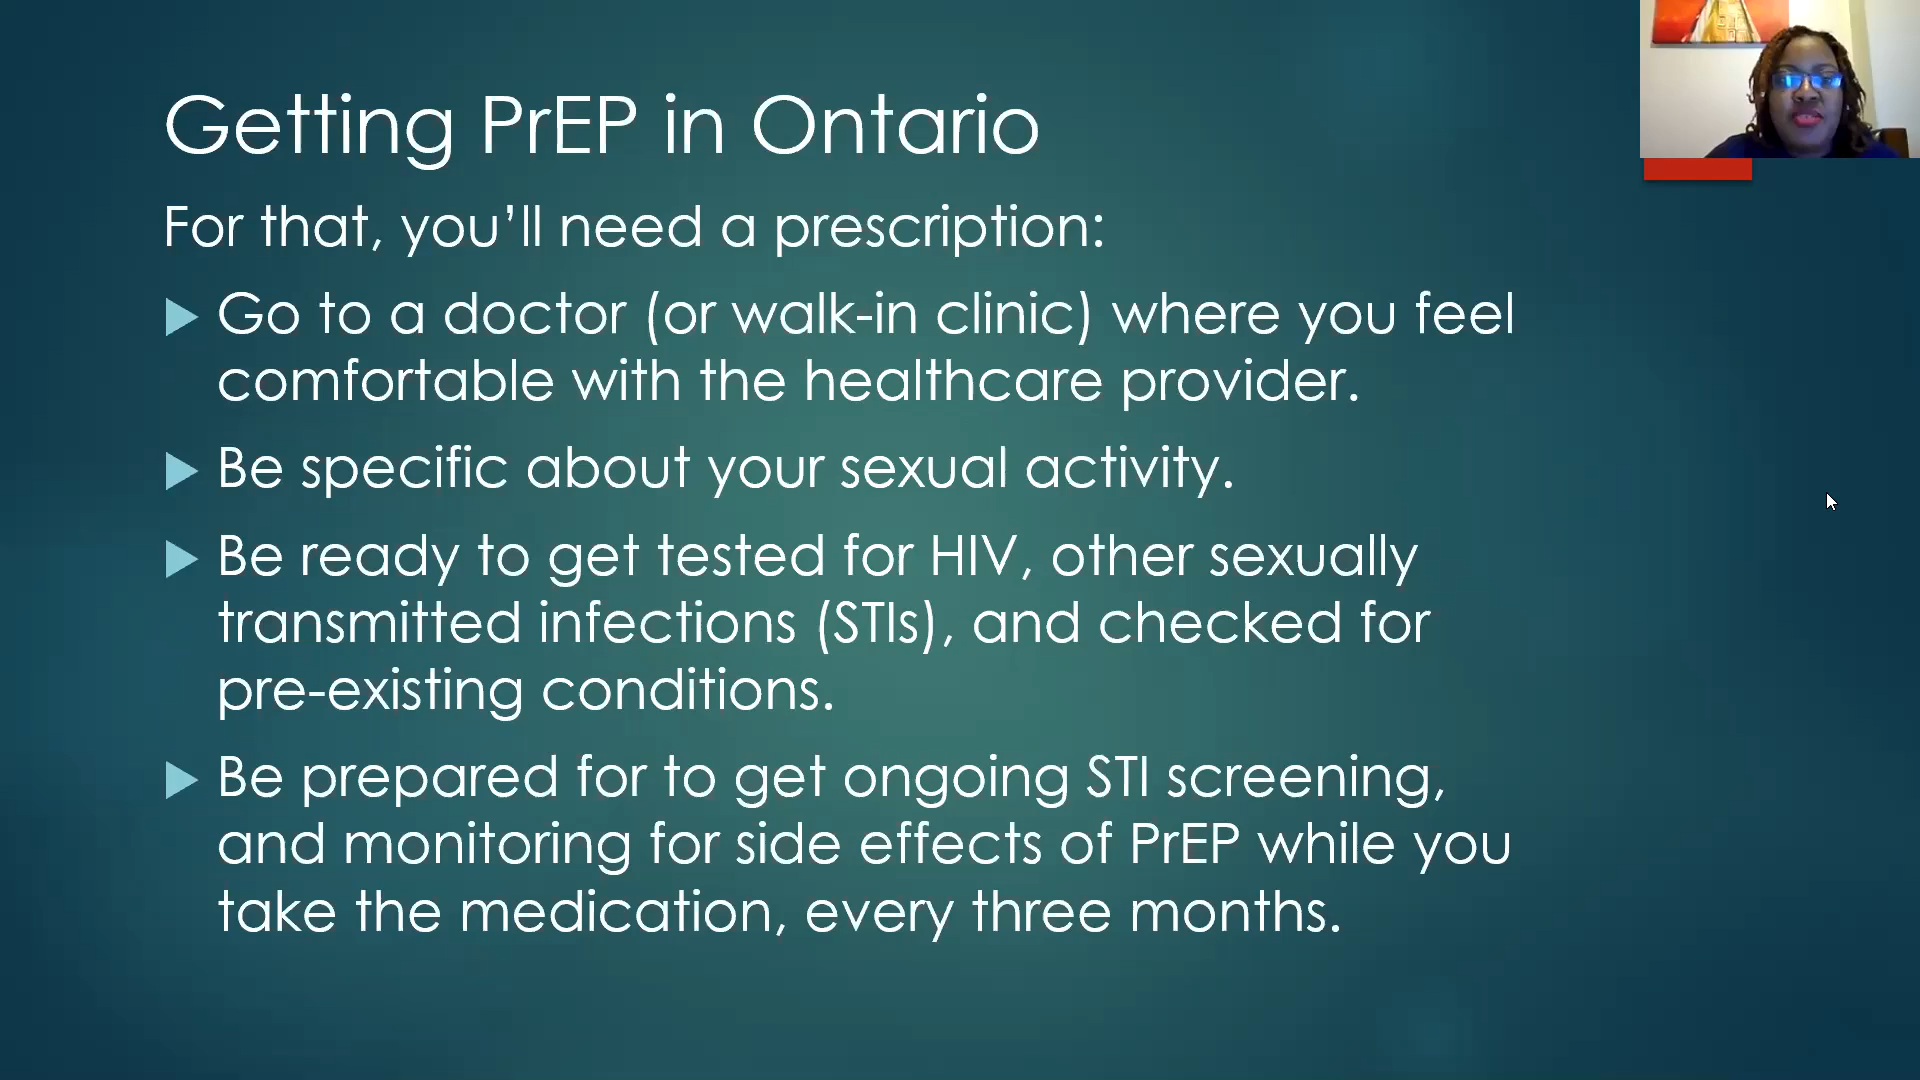 Getting PrEP in Ontario
For that, you’ll need a prescription:
Go to a doctor (or walk-in clinic) where you feel
comfortable with the healthcare provider.
Be specific about your sexual activity.
Be ready to get tested for HIV, other sexually
transmitted infections (STIs), and checked for
pre-existing conditions.
Be prepared for to get ongoing STI screening,
and monitoring for side effects of PrEP while you
take the medication, every three months.